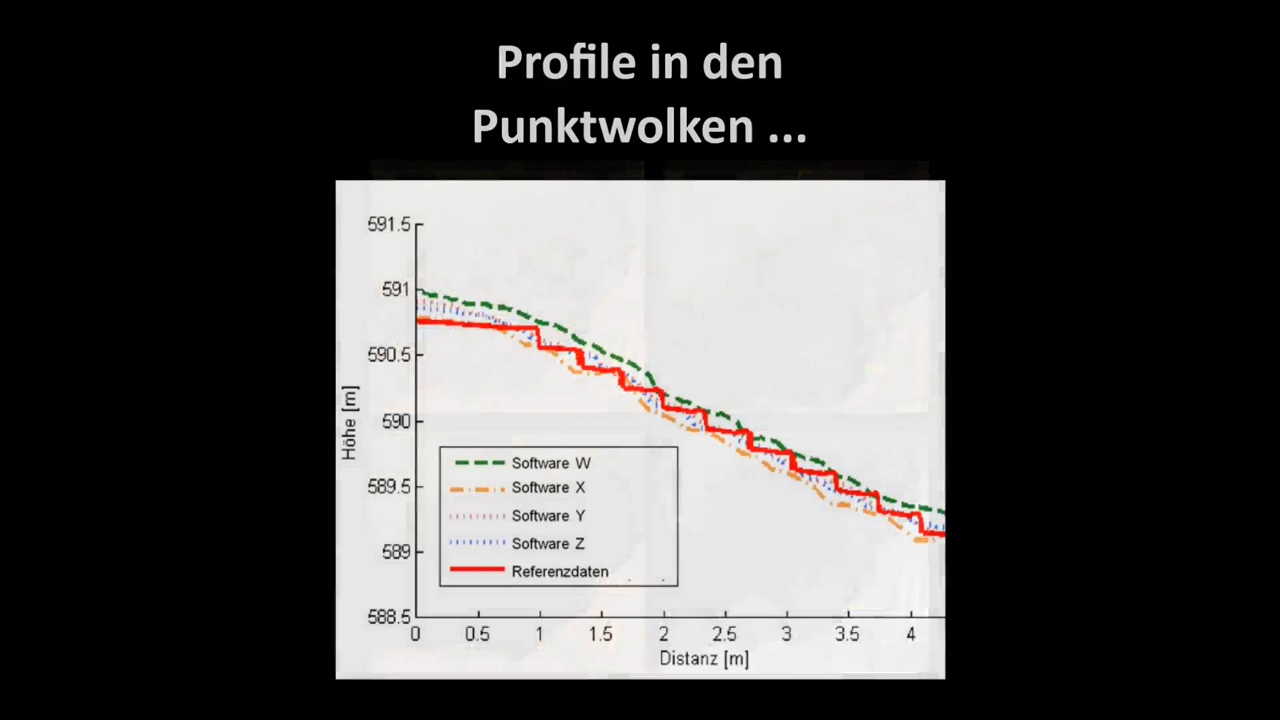 Profile in den
Punktwolken ...
591.5
591
590.5
590
589.5
589
588.5
Höhe [m]
Software W
Software X
Software Y
Software Z
Referenzdaten
0 0.5 1 1.5 2 2.5 3 3.5 4
Distanz [m]